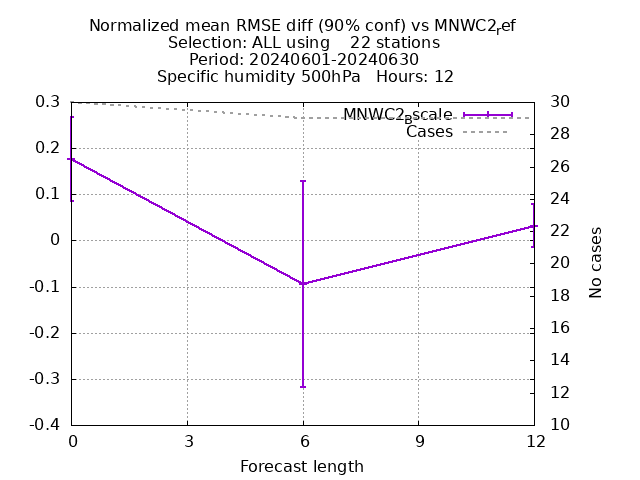 Normalized mean RMSE diff (90% conf) vs MNWC2ref
Selection: ALL using    22 stations
Period: 20240601-20240630
Specific humidity 500hPa   Hours: 12
MNWC2Bscale
Cases
0.3
0.2
0.1
0
-0.1
-0.2
-0.3
-0.4
30
28
26
24
22
20
18
16
14
12
10
No cases
0 3 6 9 12
Forecast length